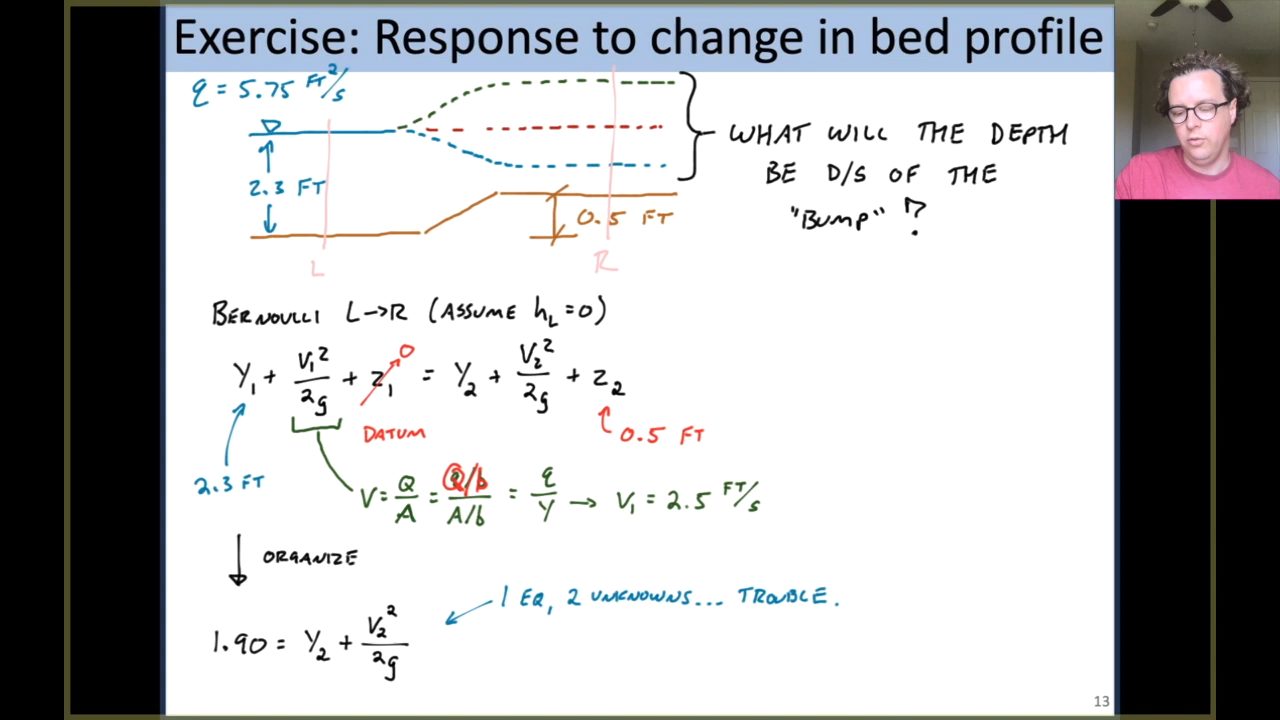 Exercise: Response to change in bed profile
q = 5.75 FT²/s
2.3 FT
0.5 FT
L
R
WHAT WILL THE DEPTH
BE D/S OF THE
"BUMP" ?
BERNOULLI L→R (ASSUME h_L = 0)
Y₁ + V₁²/2g + z₁ = Y₂ + V₂²/2g + z₂
0
DATUM
0.5 FT
2.3 FT
V = Q/A = Q/b / A/b = q/Y → V₁ = 2.5 FT/s
ORGANIZE
1 EQ, 2 UNKNOWNS... TROUBLE.
1.90 = Y₂ + V₂²/2g
13